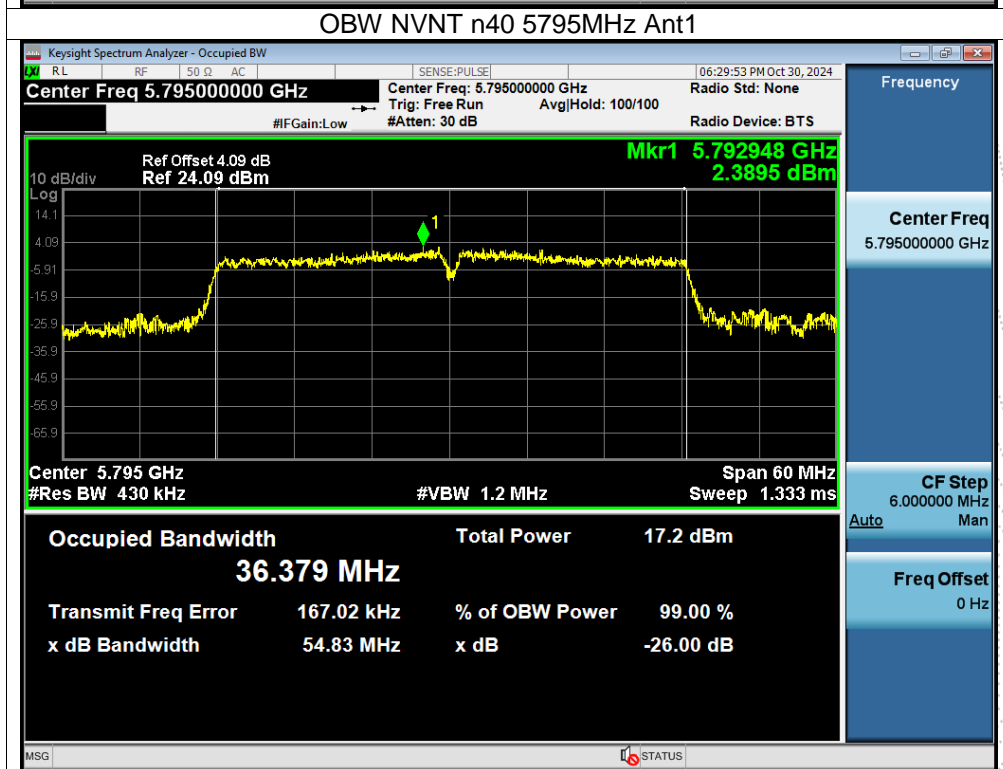 OBW NVNT n40 5795MHz Ant1
Keysight Spectrum Analyzer - Occupied BW
LXI RL RF 50 Ω AC SENSE:PULSE 06:29:53 PM Oct 30, 2024
Center Freq 5.795000000 GHz Center Freq: 5.795000000 GHz Radio Std: None
Trig: Free Run Avg|Hold: 100/100
#IFGain:Low #Atten: 30 dB Radio Device: BTS
Frequency
Mkr1 5.792948 GHz
Ref Offset 4.09 dB
10 dB/div Ref 24.09 dBm 2.3895 dBm
Log
14.1
1
4.09
-5.91
-15.9
-25.9
-35.9
-45.9
-55.9
-65.9
Center Freq
5.795000000 GHz
Center 5.795 GHz Span 60 MHz
#Res BW 430 kHz #VBW 1.2 MHz Sweep 1.333 ms
CF Step
6.000000 MHz
Auto Man
Occupied Bandwidth Total Power 17.2 dBm
36.379 MHz
Freq Offset
0 Hz
Transmit Freq Error 167.02 kHz % of OBW Power 99.00 %
x dB Bandwidth 54.83 MHz x dB -26.00 dB
MSG STATUS